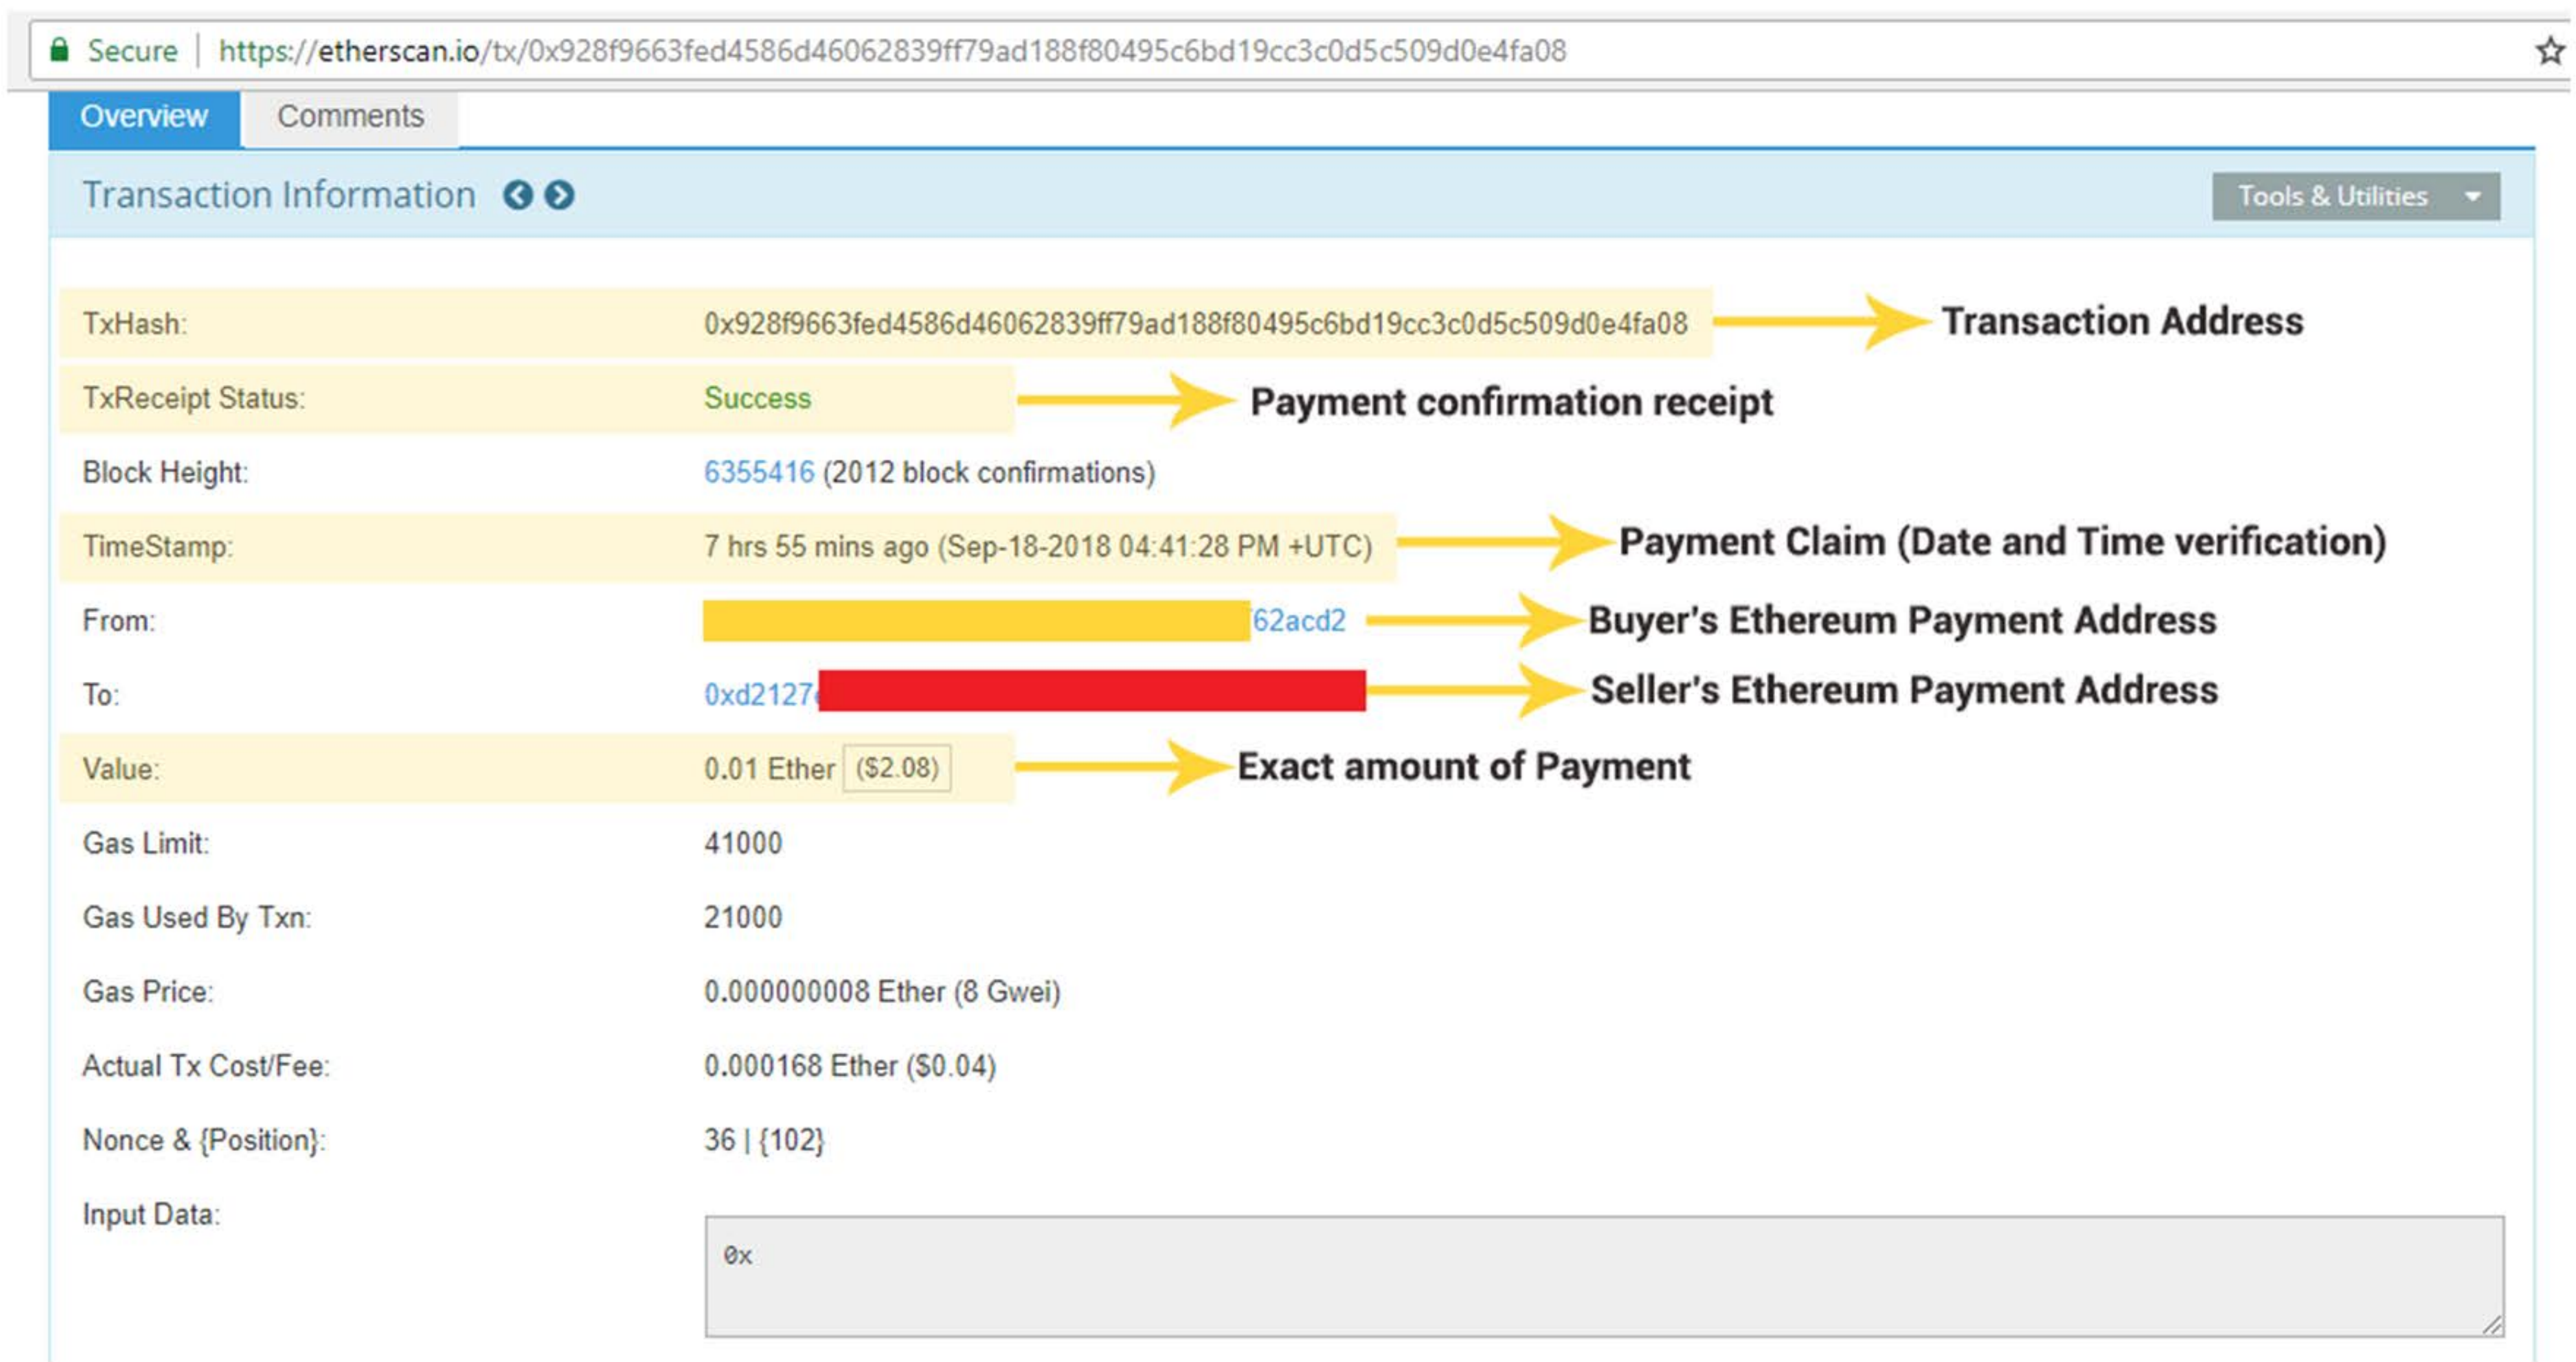 Secure | https://etherscan.io/tx/0x928f9663fed4586d46062839ff79ad188f80495c6bd19cc3c0d5c509d0e4fa08
Overview Comments
Transaction Information Tools & Utilities
TxHash: 0x928f9663fed4586d46062839ff79ad188f80495c6bd19cc3c0d5c509d0e4fa08 Transaction Address
TxReceipt Status: Success Payment confirmation receipt
Block Height: 6355416 (2012 block confirmations)
TimeStamp: 7 hrs 55 mins ago (Sep-18-2018 04:41:28 PM +UTC) Payment Claim (Date and Time verification)
From: 62acd2 Buyer's Ethereum Payment Address
To: 0xd2127 Seller's Ethereum Payment Address
Value: 0.01 Ether ($2.08) Exact amount of Payment
Gas Limit: 41000
Gas Used By Txn: 21000
Gas Price: 0.000000008 Ether (8 Gwei)
Actual Tx Cost/Fee: 0.000168 Ether ($0.04)
Nonce & {Position}: 36 | {102}
Input Data:
0x